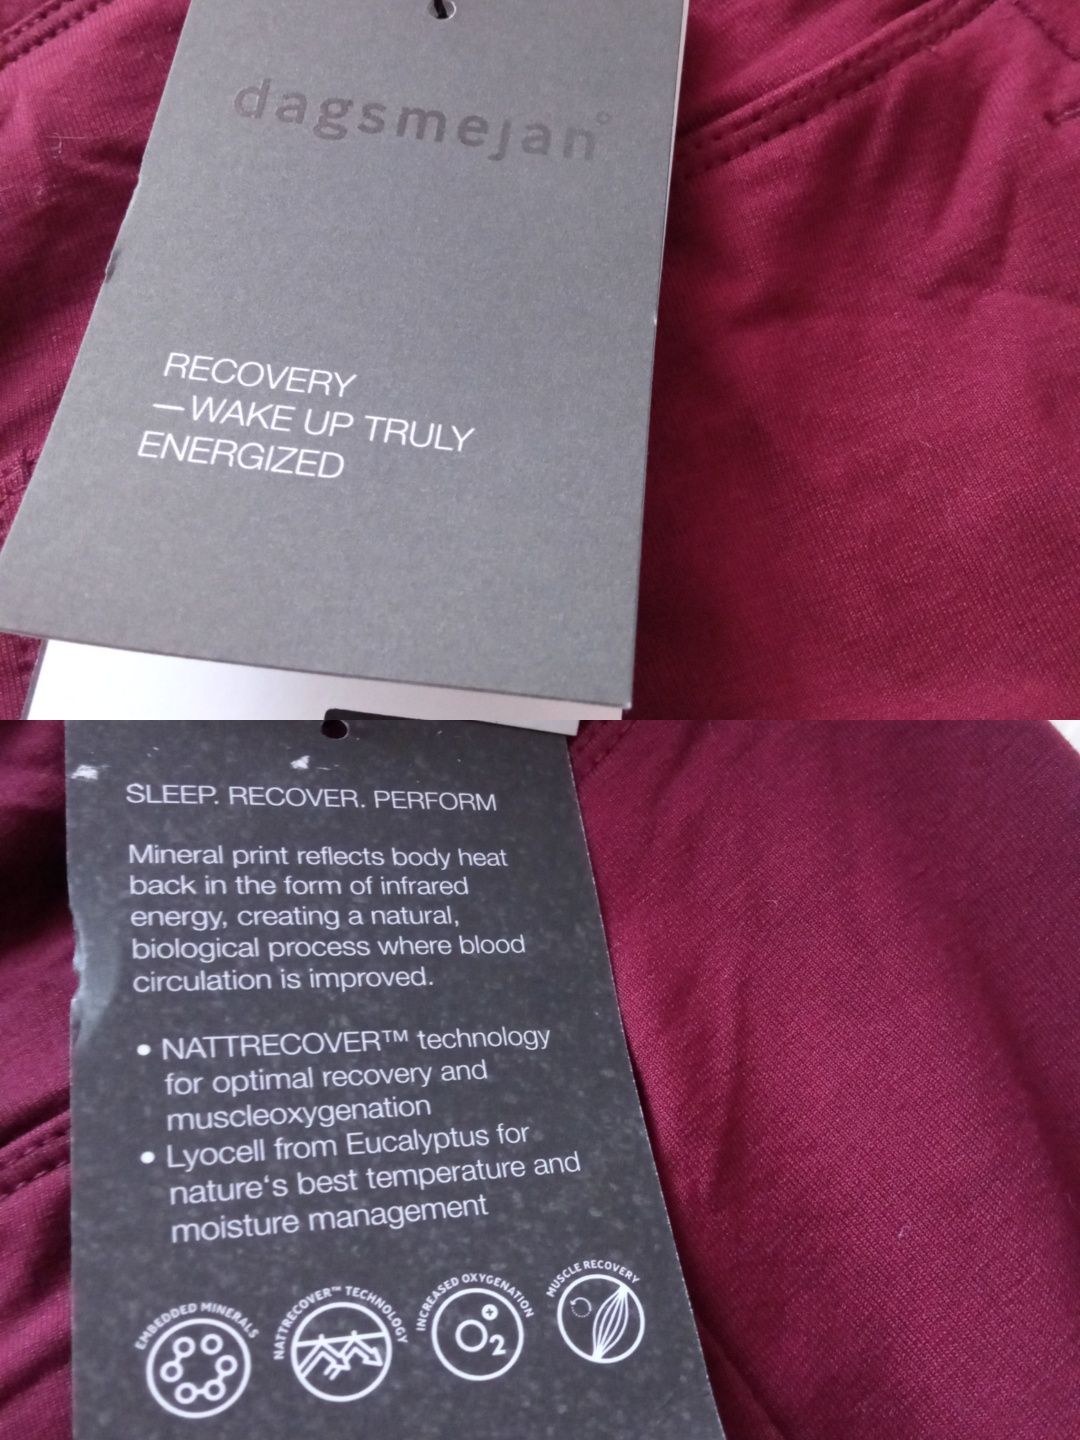 dagsmejan°
RECOVERY
—WAKE UP TRULY
ENERGIZED
SLEEP. RECOVER. PERFORM
Mineral print reflects body heat
back in the form of infrared
energy, creating a natural,
biological process where blood
circulation is improved.
• NATTRECOVER™ technology
for optimal recovery and
muscleoxygenation
• Lyocell from Eucalyptus for
nature‘s best temperature and
moisture management
EMBEDDED MINERALS
NATTRECOVER™ TECHNOLOGY
INCREASED OXYGENATION
O2+
MUSCLE RECOVERY